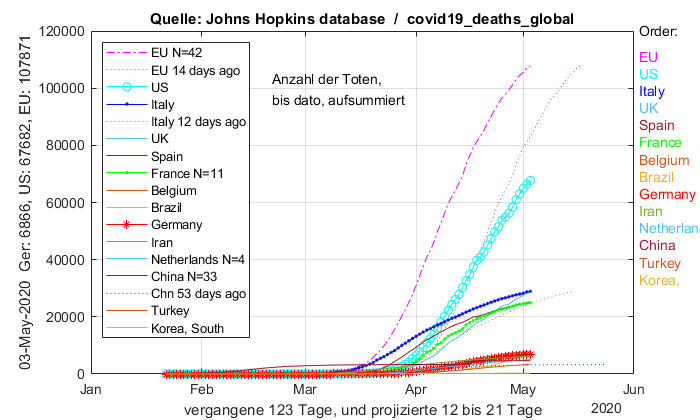 Quelle: Johns Hopkins database / covid19_deaths_global
Order:
03-May-2020 Ger: 6866, US: 67682, EU: 107871
120000
100000
80000
60000
40000
20000
0
EU N=42
EU 14 days ago
US
Italy
Italy 12 days ago
UK
Spain
France N=11
Belgium
Brazil
Germany
Iran
Netherlands N=4
China N=33
Chn 53 days ago
Turkey
Korea, South
Anzahl der Toten,
bis dato, aufsummiert
EU
US
Italy
UK
Spain
France
Belgium
Brazil
Germany
Iran
Netherlan
China
Turkey
Korea,
Jan Feb Mar Apr May Jun
vergangene 123 Tage, und projizierte 12 bis 21 Tage
2020